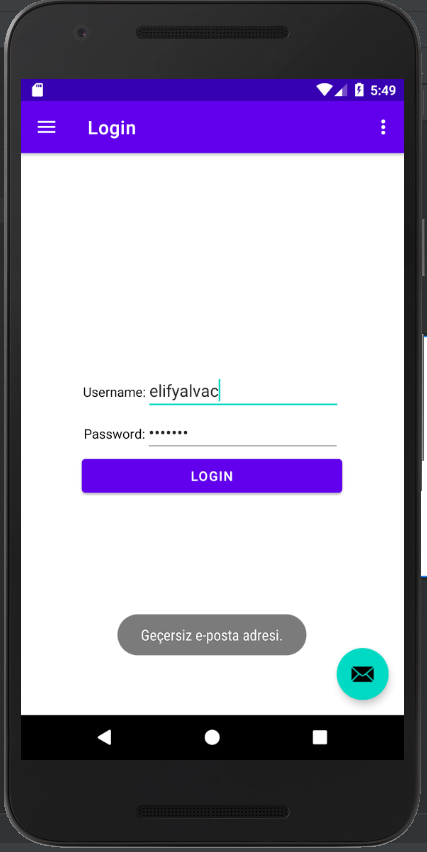 5:49
Login
Username: elifyalvac
Password: •••••••
LOGIN
Geçersiz e-posta adresi.